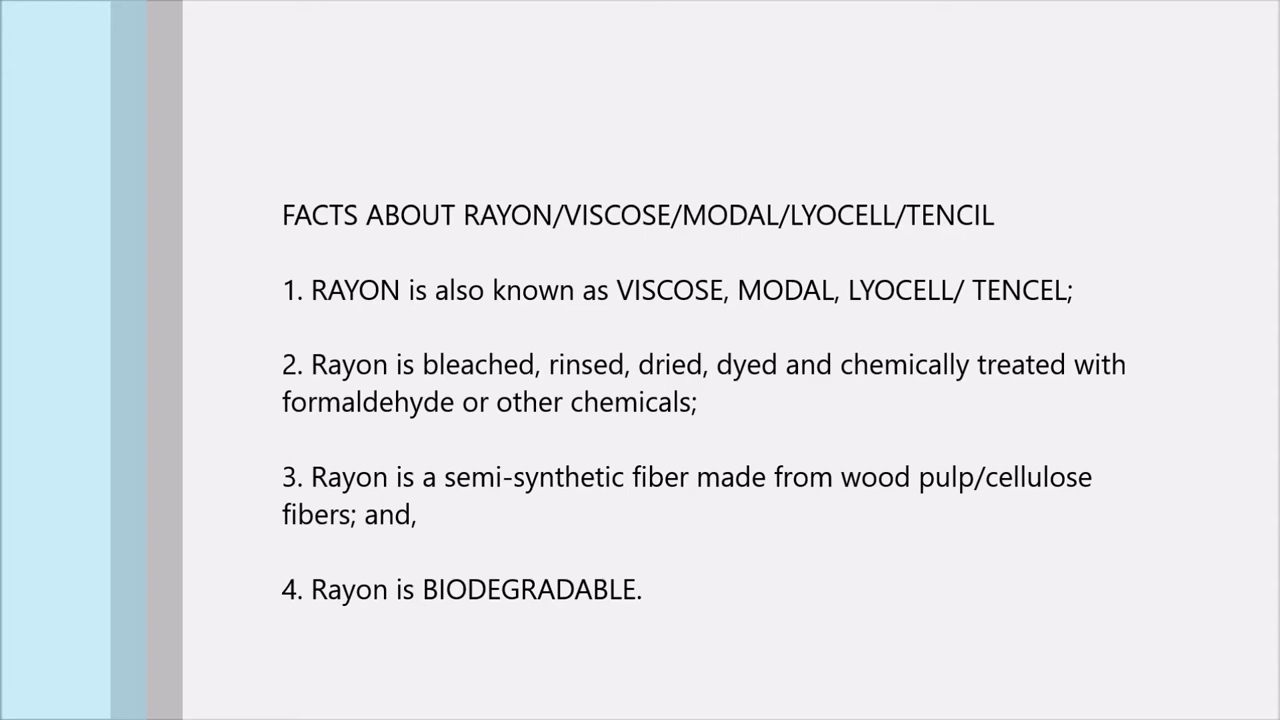 FACTS ABOUT RAYON/VISCOSE/MODAL/LYOCELL/TENCIL
1. RAYON is also known as VISCOSE, MODAL, LYOCELL/ TENCEL;
2. Rayon is bleached, rinsed, dried, dyed and chemically treated with
formaldehyde or other chemicals;
3. Rayon is a semi-synthetic fiber made from wood pulp/cellulose
fibers; and,
4. Rayon is BIODEGRADABLE.